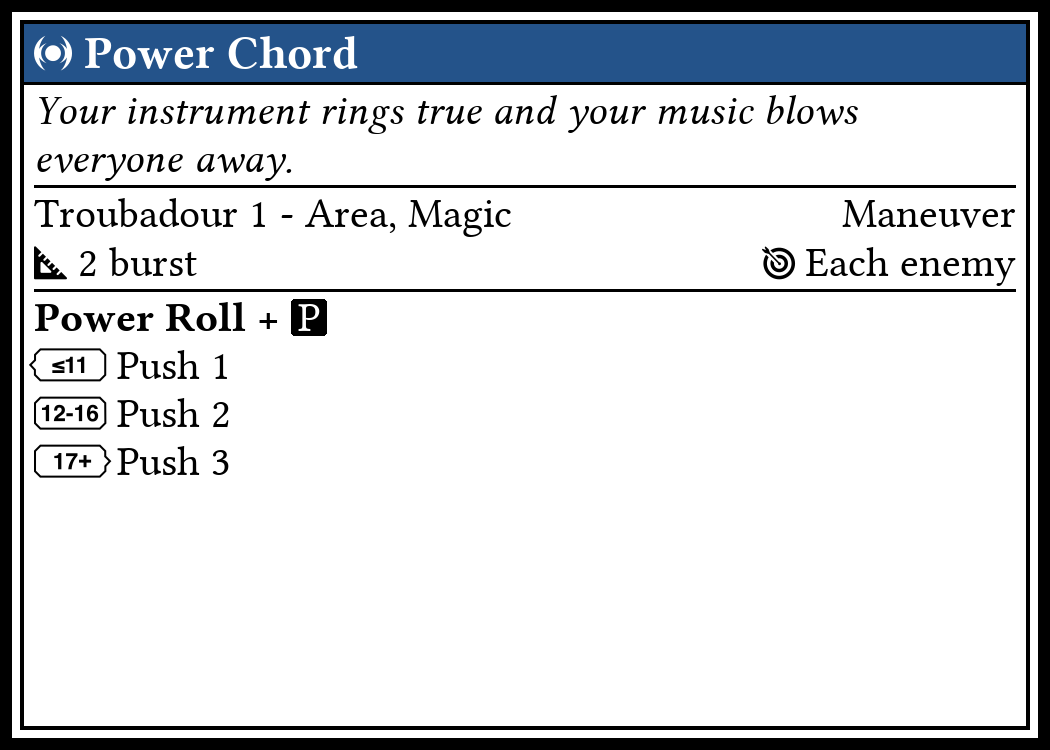 Power Chord
Your instrument rings true and your music blows
everyone away.
Troubadour 1 - Area, Magic Maneuver
2 burst Each enemy
Power Roll + P
≤11 Push 1
12-16 Push 2
17+ Push 3